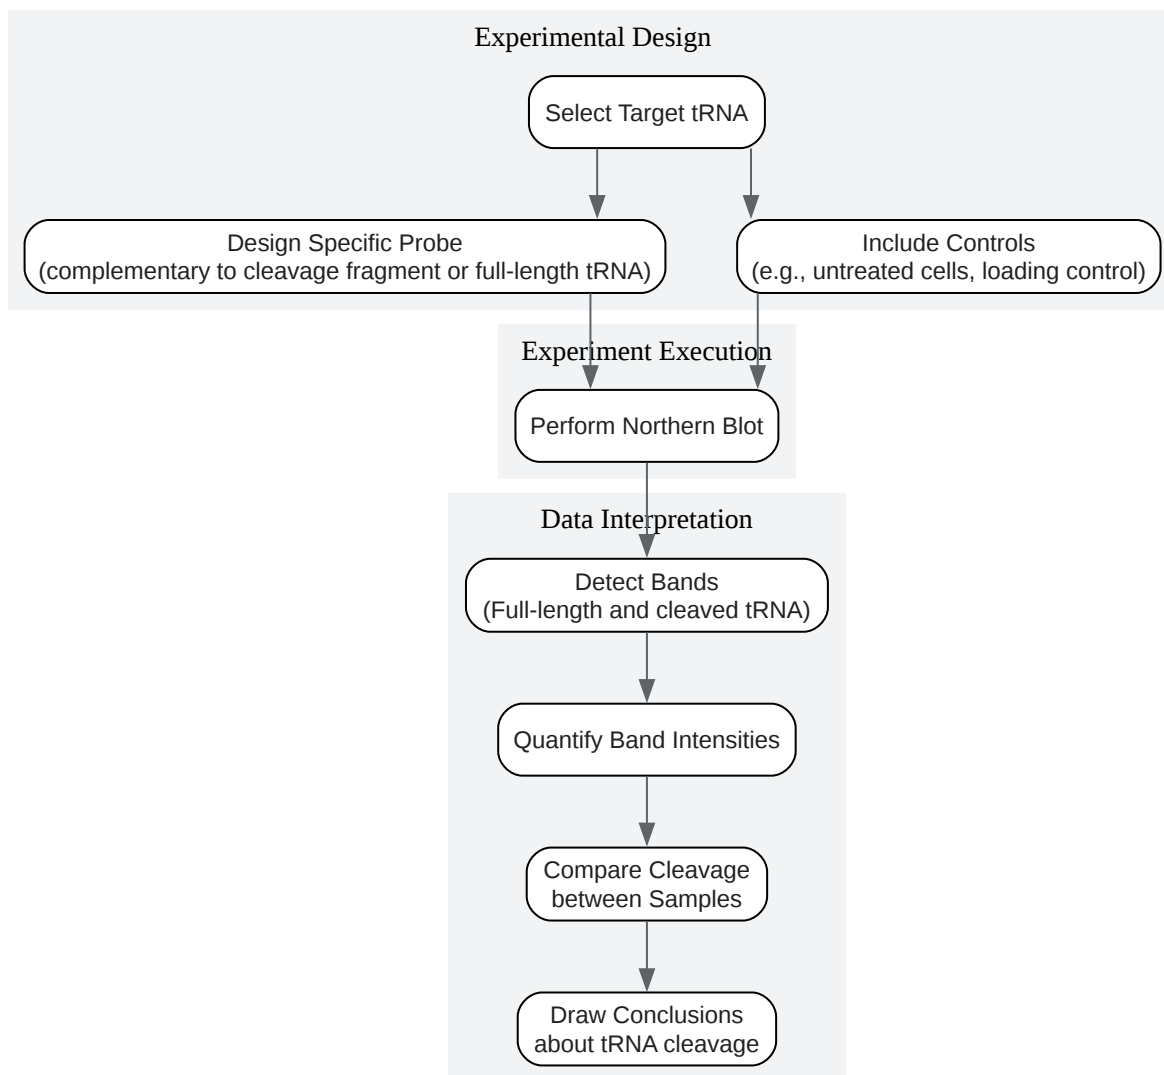 Experimental Design
Select Target tRNA
Design Specific Probe
(complementary to cleavage fragment or full-length tRNA)
Include Controls
(e.g., untreated cells, loading control)
Experiment Execution
Perform Northern Blot
Data Interpretation
Detect Bands
(Full-length and cleaved tRNA)
Quantify Band Intensities
Compare Cleavage
between Samples
Draw Conclusions
about tRNA cleavage